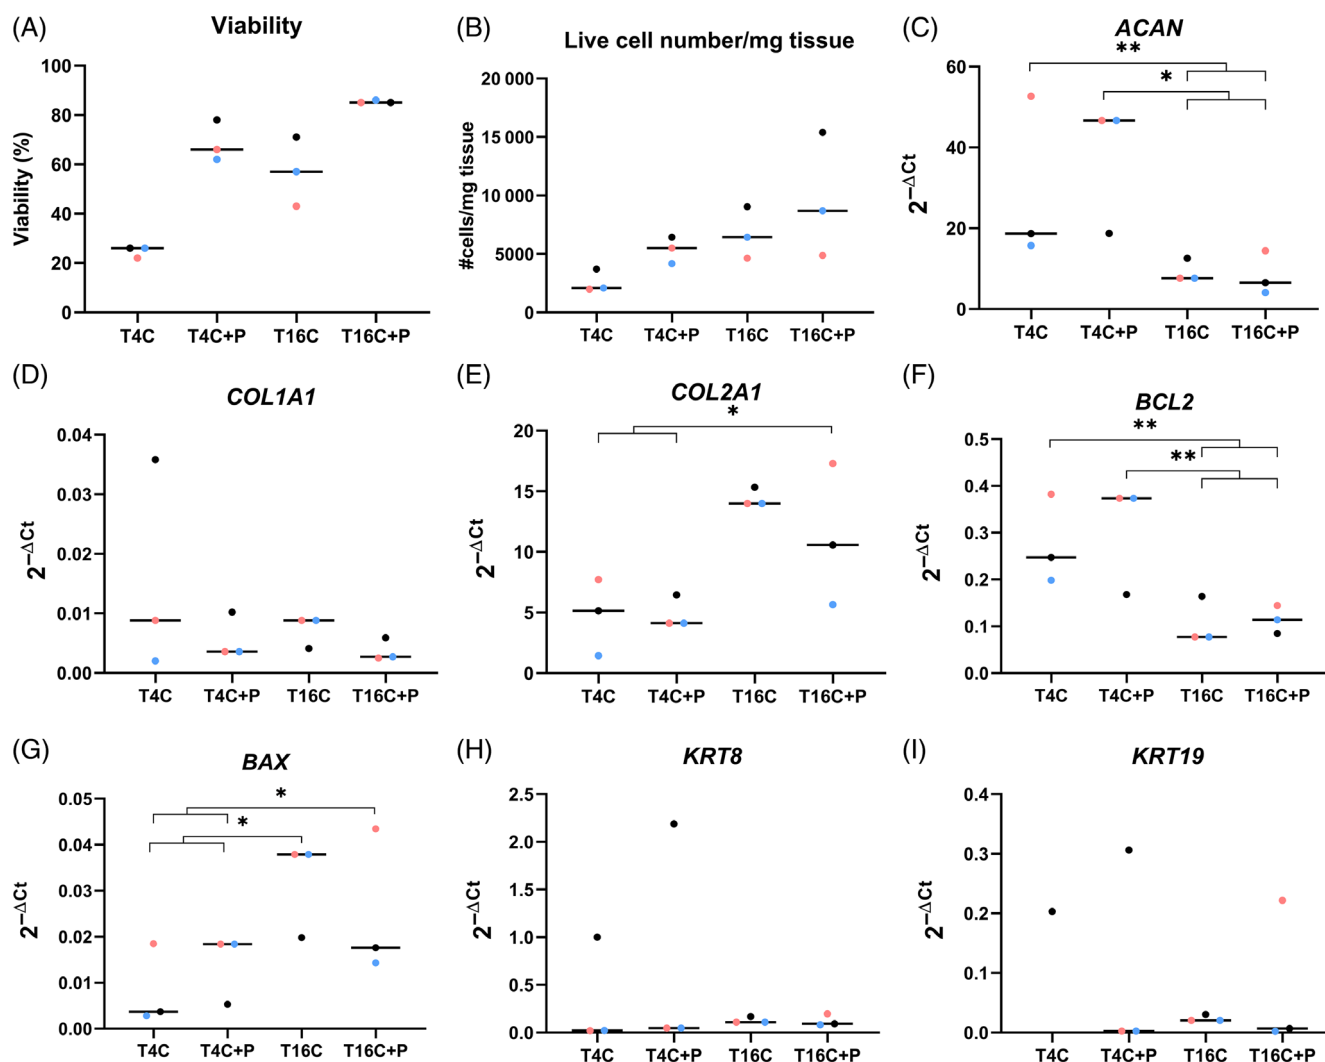 (A)
Viability
Viability (%)
100
80
60
40
20
0
T4C T4C+P T16C T16C+P
(B)
Live cell number/mg tissue
#cells/mg tissue
20 000
15 000
10 000
5000
0
T4C T4C+P T16C T16C+P
(C)
ACAN
2−ΔCt
60
40
20
0
**
*
T4C T4C+P T16C T16C+P
(D)
COL1A1
2−ΔCt
0.04
0.03
0.02
0.01
0.00
T4C T4C+P T16C T16C+P
(E)
COL2A1
2−ΔCt
20
15
10
5
0
*
T4C T4C+P T16C T16C+P
(F)
BCL2
2−ΔCt
0.5
0.4
0.3
0.2
0.1
0.0
**
**
T4C T4C+P T16C T16C+P
(G)
BAX
2−ΔCt
0.05
0.04
0.03
0.02
0.01
0.00
*
*
T4C T4C+P T16C T16C+P
(H)
KRT8
2−ΔCt
2.5
2.0
1.5
1.0
0.5
0.0
T4C T4C+P T16C T16C+P
(I)
KRT19
2−ΔCt
0.4
0.3
0.2
0.1
0.0
T4C T4C+P T16C T16C+P